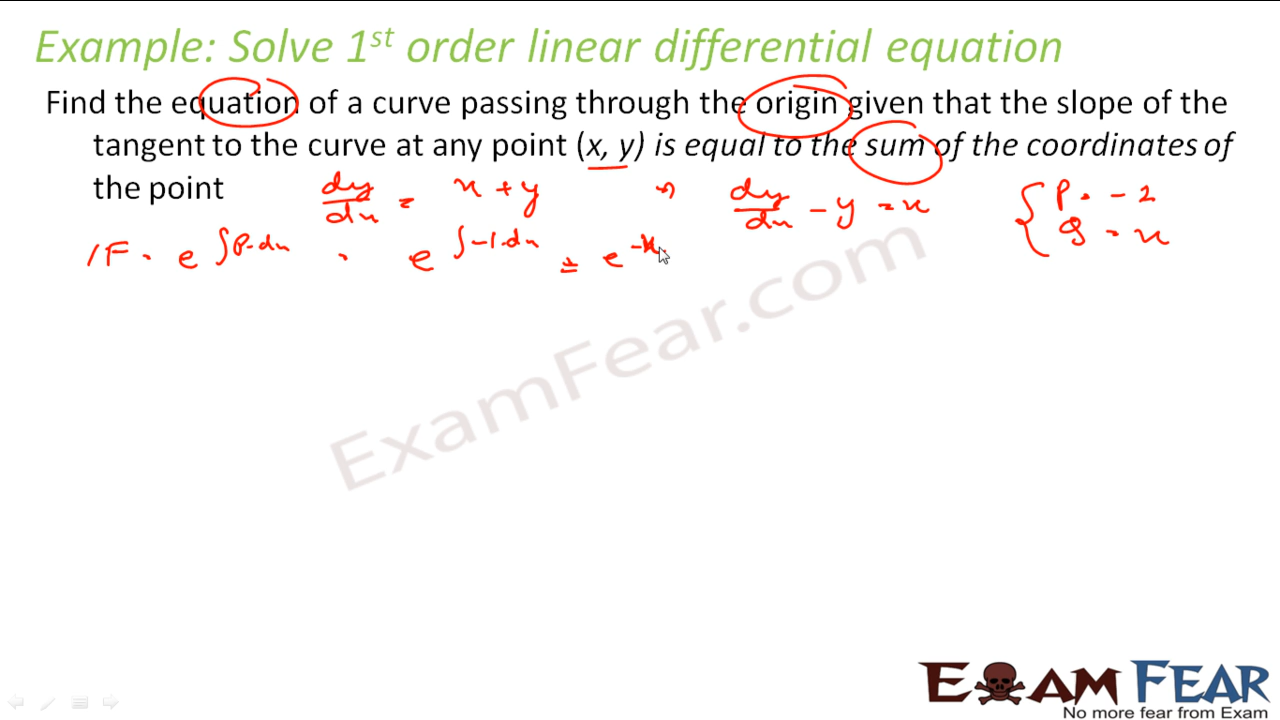 Example: Solve 1st order linear differential equation
Find the equation of a curve passing through the origin given that the slope of the
tangent to the curve at any point (x, y) is equal to the sum of the coordinates of
the point
dy/dx = x + y ⇒ dy/dx - y = x { P = -1
Q = x
IF = e^∫P·dx = e^∫-1·dx = e^-x
ExamFear.com
EXAM FEAR
No more fear from Exam